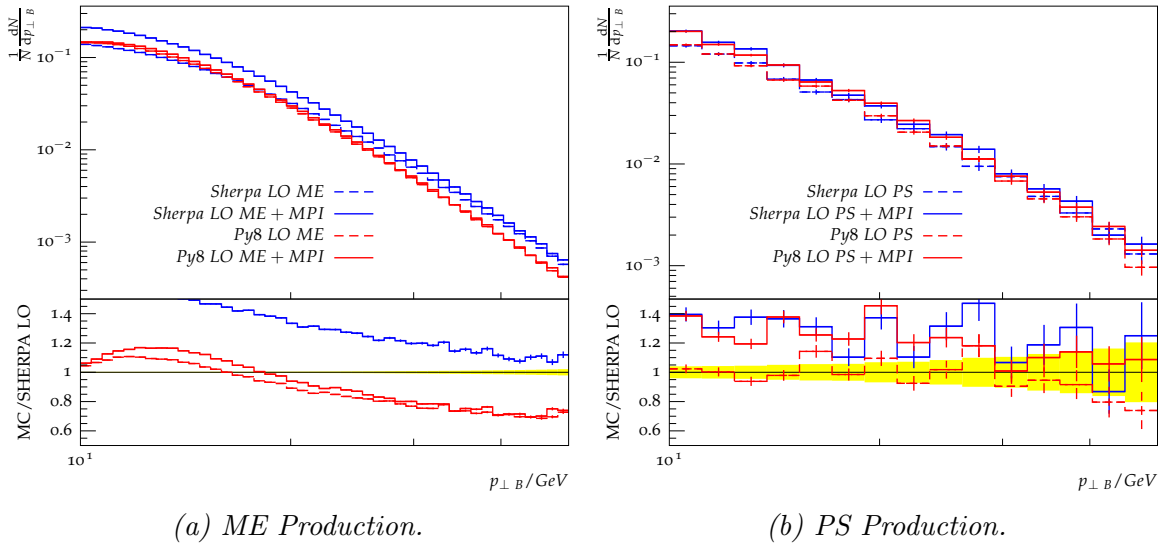 1/N dN/dp⊥ B
10⁻¹
10⁻²
10⁻³
Sherpa LO ME
Sherpa LO ME + MPI
Py8 LO ME
Py8 LO ME + MPI
MC/SHERPA LO
1.4
1.2
1
0.8
0.6
10¹
p⊥ B/GeV
(a) ME Production.
1/N dN/dp⊥ B
10⁻¹
10⁻²
10⁻³
Sherpa LO PS
Sherpa LO PS + MPI
Py8 LO PS
Py8 LO PS + MPI
MC/SHERPA LO
1.4
1.2
1
0.8
0.6
10¹
p⊥ B/GeV
(b) PS Production.